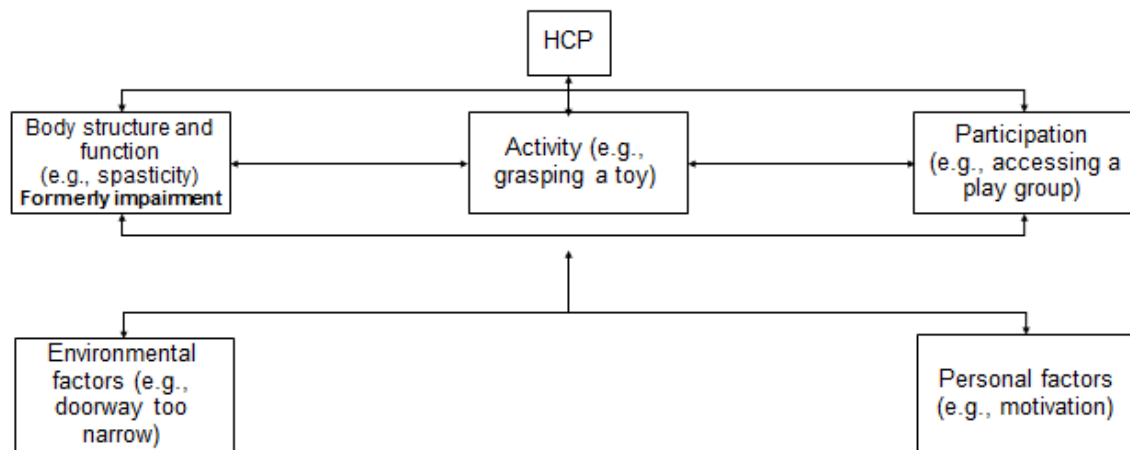 HCP
Body structure and
function
(e.g., spasticity)
Formerly impairment
Activity (e.g.,
grasping a toy)
Participation
(e.g., accessing a
play group)
Environmental
factors (e.g.,
doorway too
narrow)
Personal factors
(e.g., motivation)